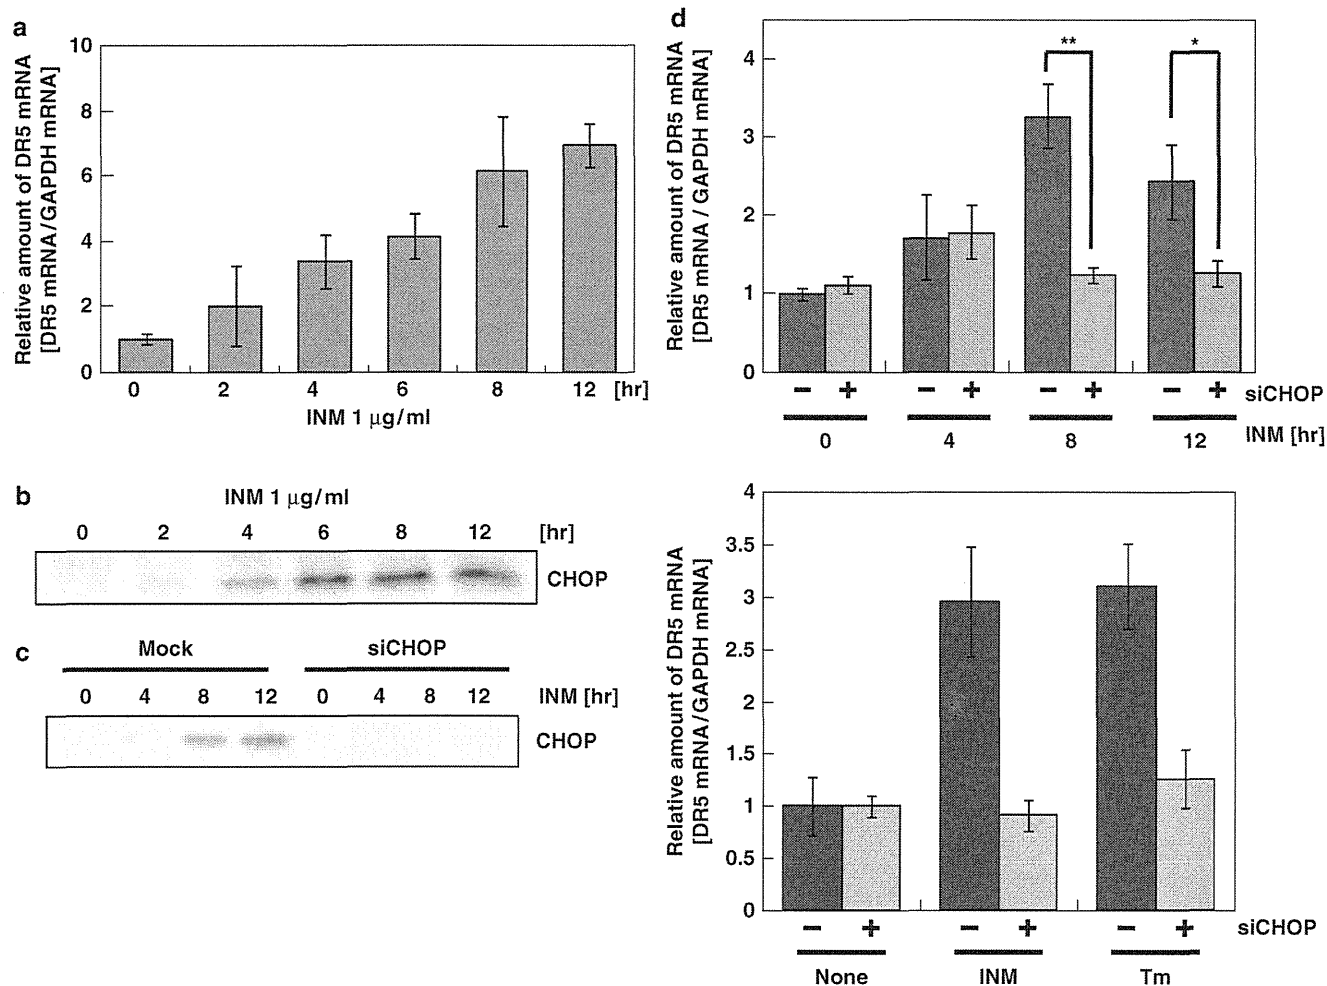 a
Relative amount of DR5 mRNA
[DR5 mRNA/GAPDH mRNA]
10
8
6
4
2
0
0 2 4 6 8 12 [hr]
INM 1 μg/ml
b
INM 1 μg/ml
0 2 4 6 8 12 [hr]
CHOP
c
Mock siCHOP
0 4 8 12 0 4 8 12 INM [hr]
CHOP
d
Relative amount of DR5 mRNA
[DR5 mRNA / GAPDH mRNA]
4
3
2
1
0
** *
− + − + − + − + siCHOP
0 4 8 12 INM [hr]
Relative amount of DR5 mRNA
[DR5 mRNA/GAPDH mRNA]
4
3.5
3
2.5
2
1.5
1
0.5
0
− + − + − + siCHOP
None INM Tm